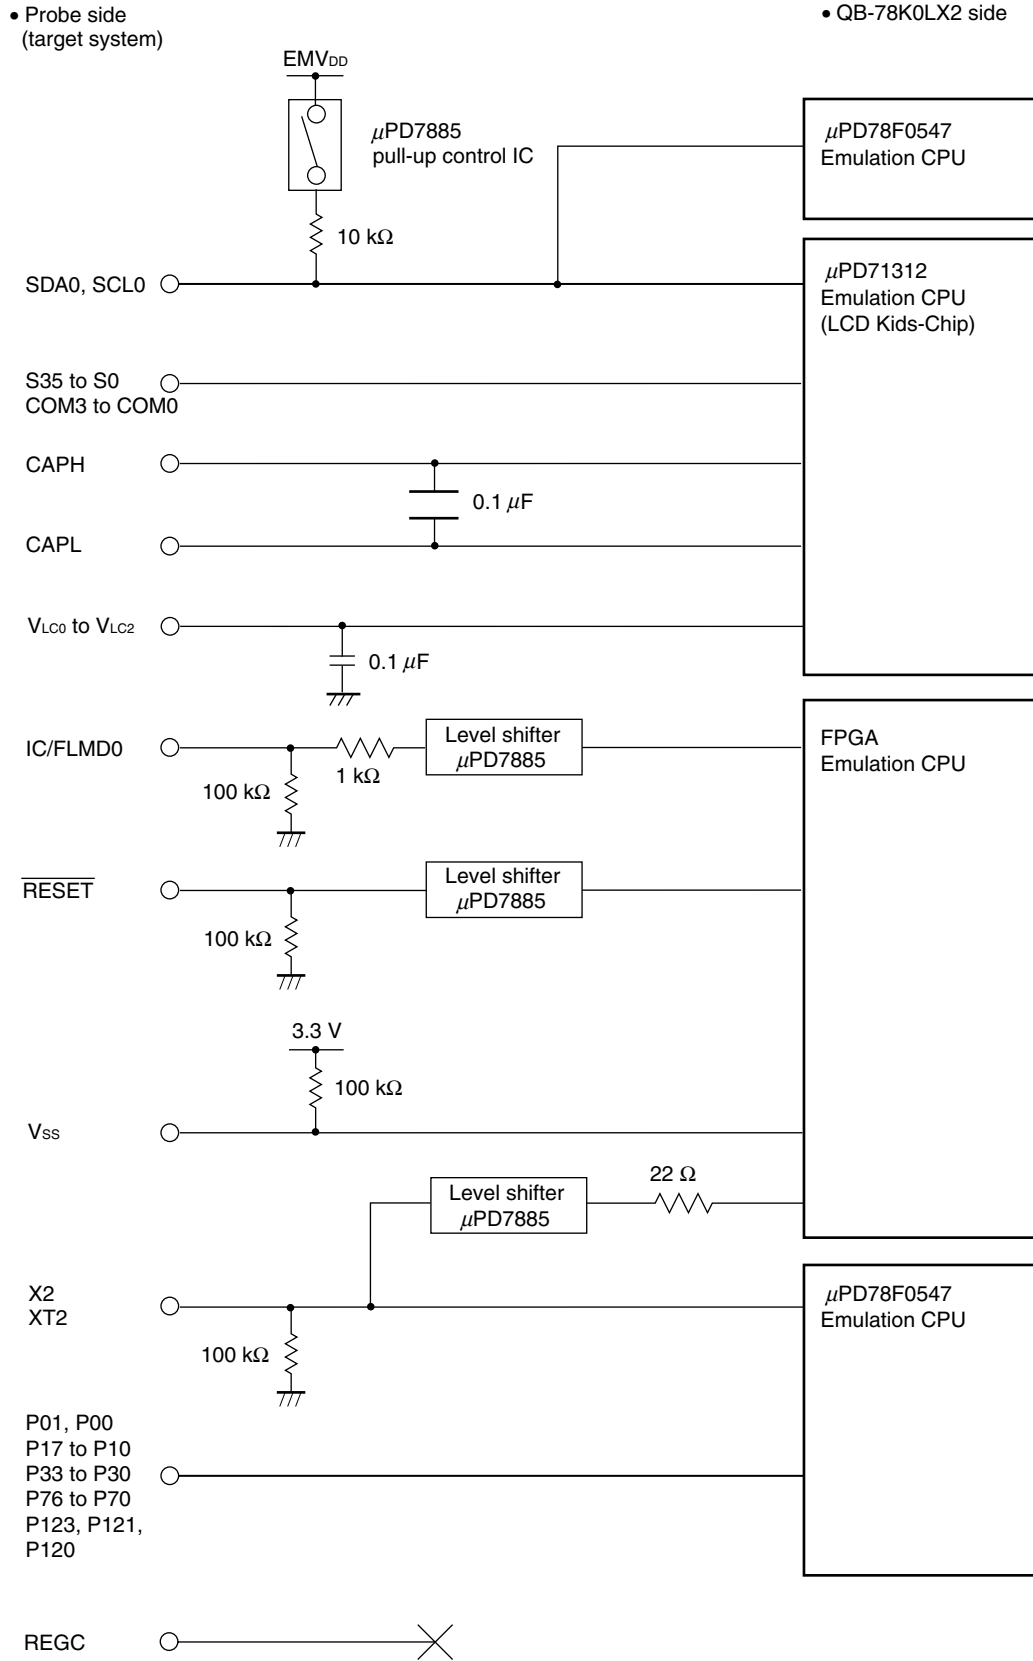 • Probe side
(target system)
• QB-78K0LX2 side
EMVDD
μPD7885
pull-up control IC
μPD78F0547
Emulation CPU
10 kΩ
SDA0, SCL0
μPD71312
Emulation CPU
(LCD Kids-Chip)
S35 to S0
COM3 to COM0
CAPH
0.1 μF
CAPL
VLC0 to VLC2
0.1 μF
IC/FLMD0
1 kΩ
100 kΩ
Level shifter
μPD7885
FPGA
Emulation CPU
RESET
100 kΩ
Level shifter
μPD7885
3.3 V
100 kΩ
VSS
Level shifter
μPD7885
22 Ω
X2
XT2
100 kΩ
μPD78F0547
Emulation CPU
P01, P00
P17 to P10
P33 to P30
P76 to P70
P123, P121,
P120
REGC